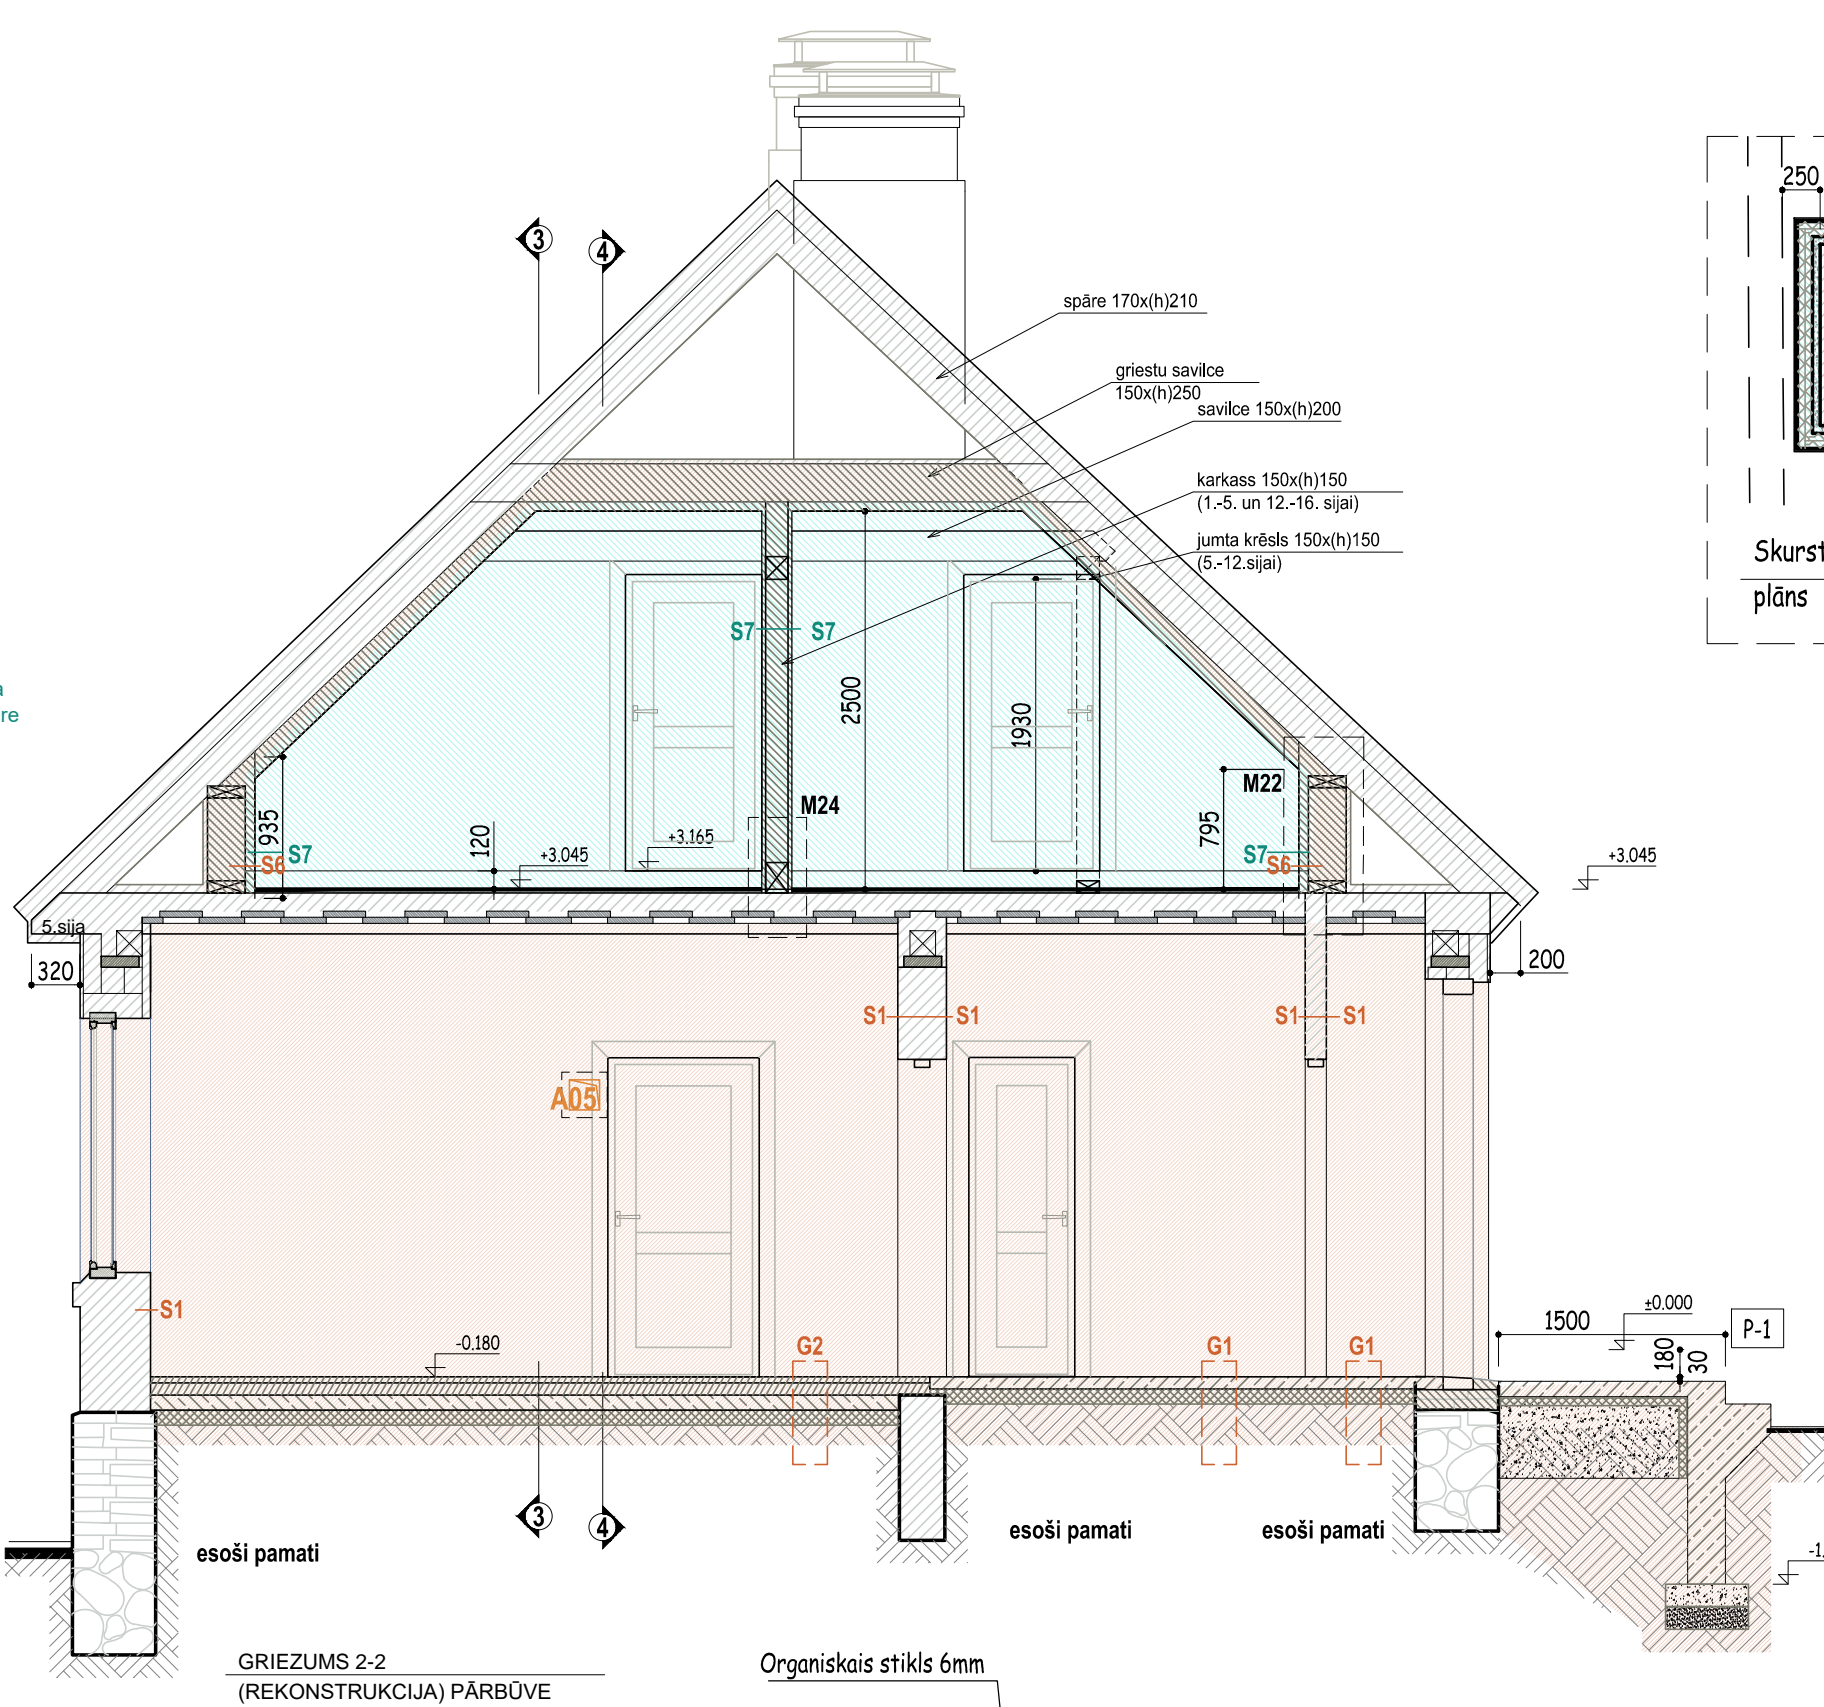 250
3
4
spāre 170x(h)210
griestu savilce
150x(h)250
savilce 150x(h)200
karkass 150x(h)150
(1.-5. un 12.-16. sijai)
jumta krēsls 150x(h)150
(5.-12.sijai)
plāns
S7 S7
2500
1930
935
120
795
M24
M22
+3.165
+3.045
+3.045
S6 S7
S7 S6
5.sija
320
200
S1 S1
S1 S1
A05
S1
-0.180
G2
G1
G1
1500
±0.000
P-1
180
30
3
4
esoši pamati
esoši pamati
esoši pamati
GRIEZUMS 2-2
(REKONSTRUKCIJA) PĀRBŪVE
Organiskais stikls 6mm